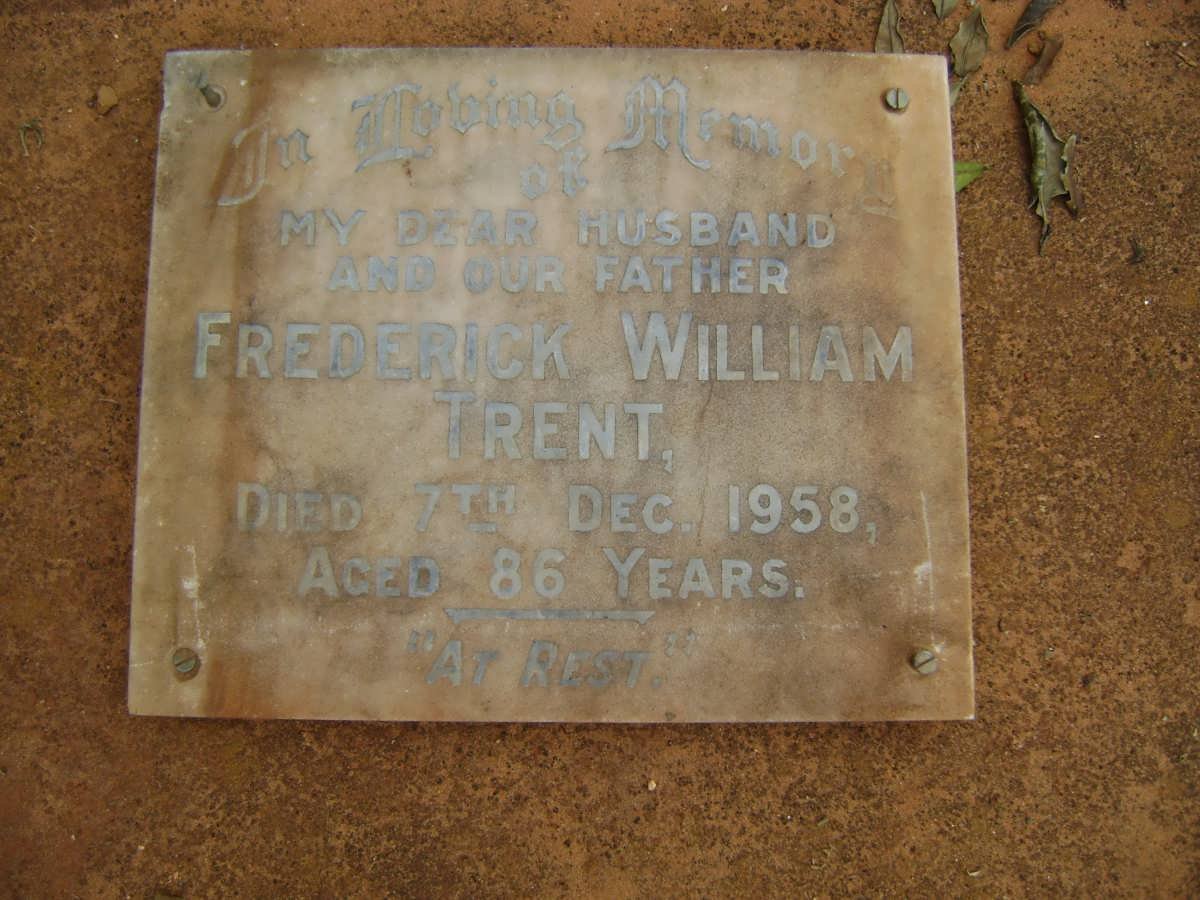 In Loving Memory
of
MY DEAR HUSBAND
AND OUR FATHER
FREDERICK WILLIAM
TRENT,
DIED 7TH DEC. 1958,
AGED 86 YEARS.
"AT REST."